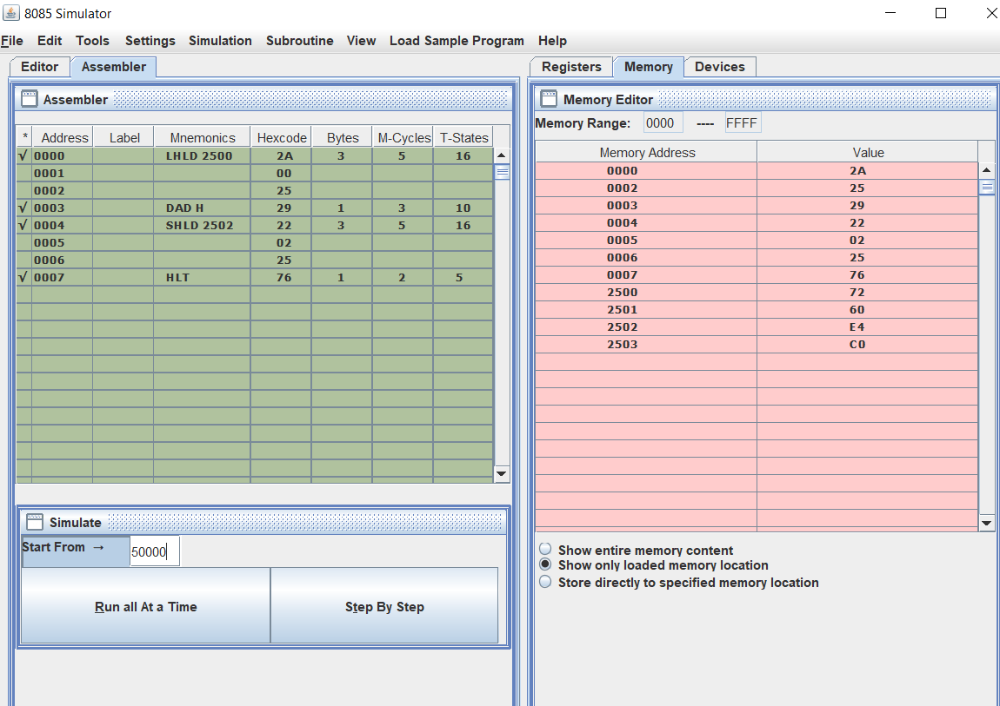 8085 Simulator
File Edit Tools Settings Simulation Subroutine View Load Sample Program Help
Editor Assembler
Assembler
* Address Label Mnemonics Hexcode Bytes M-Cycles T-States
√ 0000 LHLD 2500 2A 3 5 16
0001 00
0002 25
√ 0003 DAD H 29 1 3 10
√ 0004 SHLD 2502 22 3 5 16
0005 02
0006 25
√ 0007 HLT 76 1 2 5
Simulate
Start From → 50000
Run all At a Time Step By Step
Registers Memory Devices
Memory Editor
Memory Range: 0000 ---- FFFF
Memory Address Value
0000 2A
0002 25
0003 29
0004 22
0005 02
0006 25
0007 76
2500 72
2501 60
2502 E4
2503 C0
Show entire memory content
Show only loaded memory location
Store directly to specified memory location